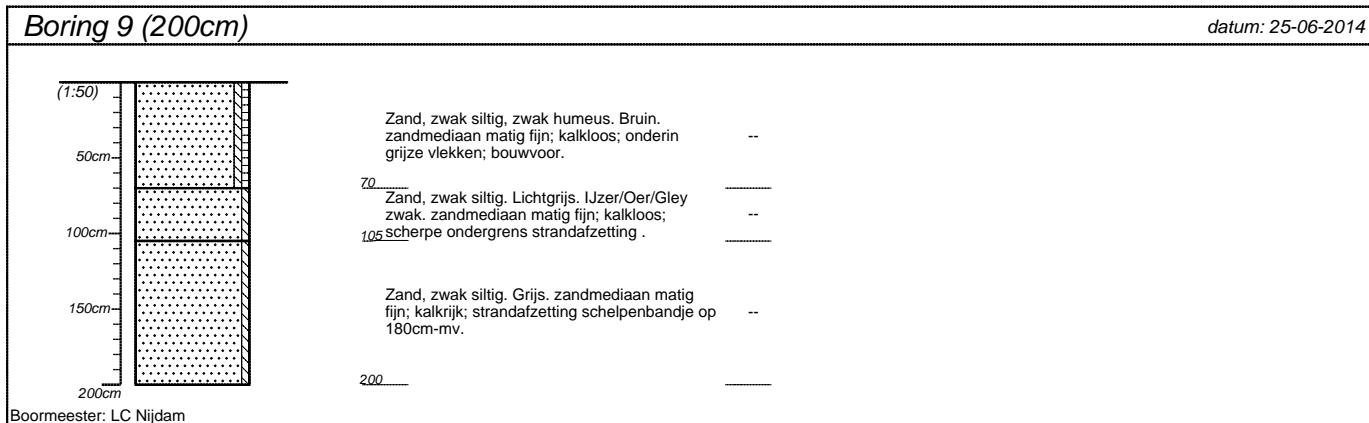 Boring 9 (200cm)
datum: 25-06-2014
(1:50)
50cm
100cm
150cm
200cm
Zand, zwak siltig, zwak humeus. Bruin.
zandmediaan matig fijn; kalkloos; onderin
grijze vlekken; bouwvoor.
--
70
Zand, zwak siltig. Lichtgrijs. IJzer/Oer/Gley
zwak. zandmediaan matig fijn; kalkloos;
scherpe ondergrens strandafzetting .
--
105
Zand, zwak siltig. Grijs. zandmediaan matig
fijn; kalkrijk; strandafzetting schelpenbandje op
180cm-mv.
--
200
Boormeester: LC Nijdam